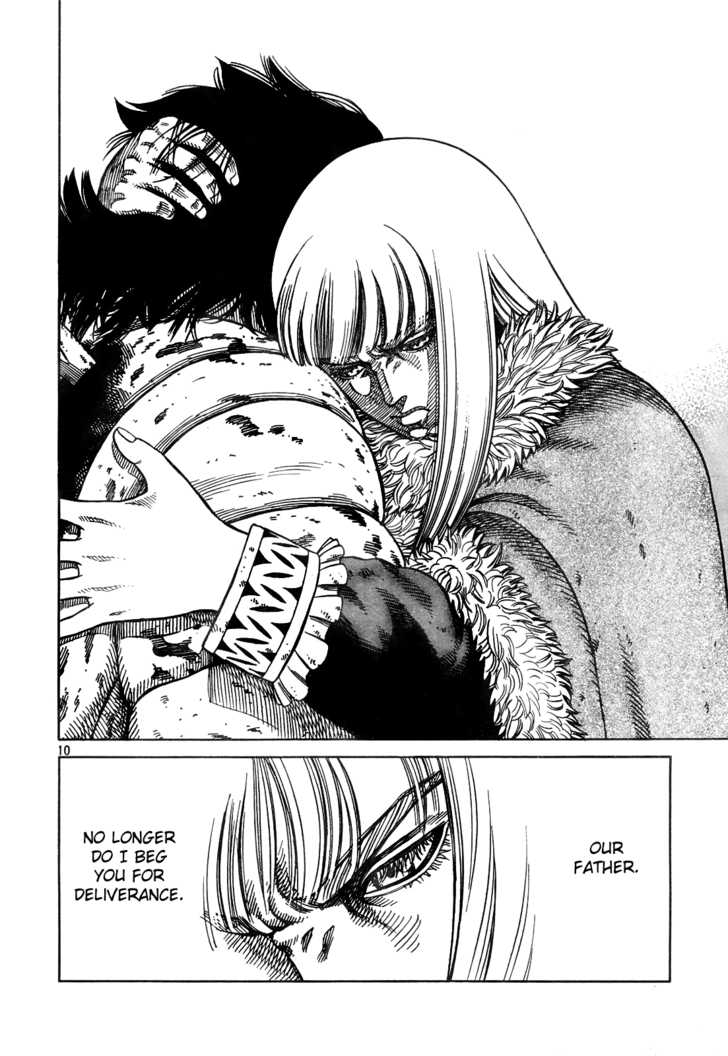 10
OUR
FATHER.
NO LONGER
DO I BEG
YOU FOR
DELIVERANCE.